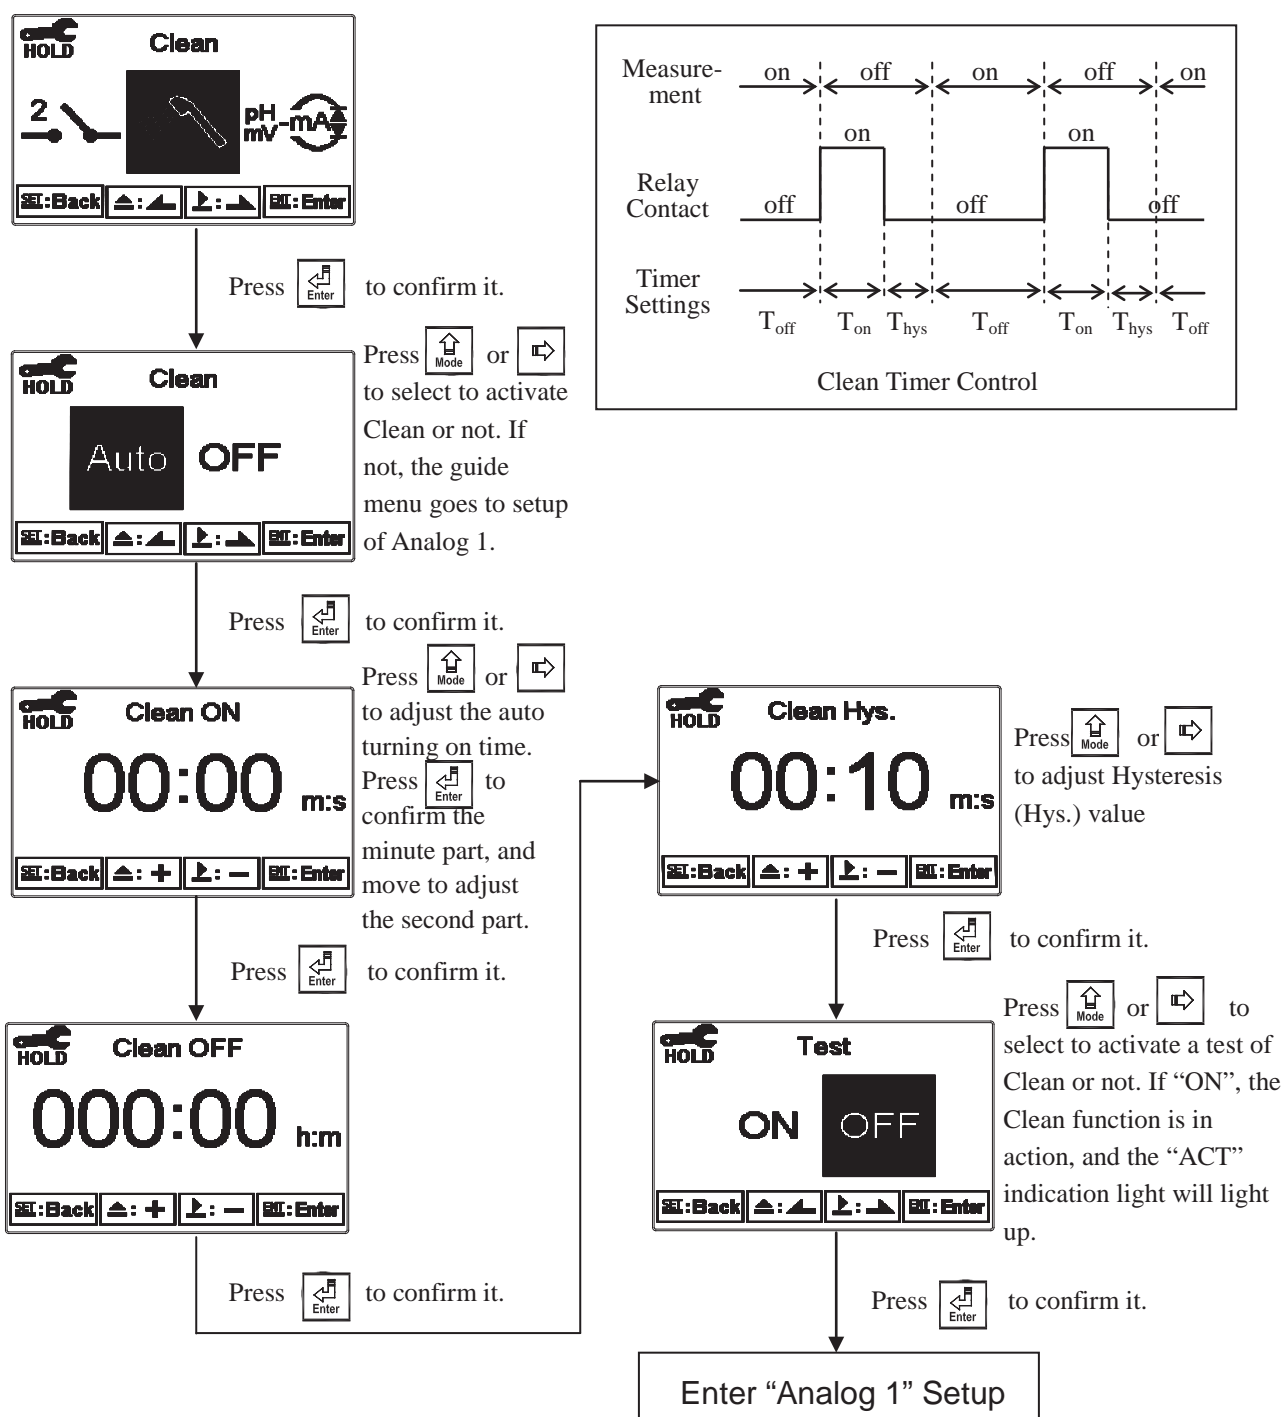 HOLD
Clean
2
pH
mV
mA
SET:Back
ENT:Enter
Press Enter to confirm it.
HOLD
Clean
Auto OFF
SET:Back
ENT:Enter
Press Mode or
to select to activate
Clean or not. If
not, the guide
menu goes to setup
of Analog 1.
Press Enter to confirm it.
HOLD
Clean ON
00:00 m:s
SET:Back : + : — ENT:Enter
Press Mode or
to adjust the auto
turning on time.
Press Enter to
confirm the
minute part, and
move to adjust
the second part.
Press Enter to confirm it.
HOLD
Clean OFF
000:00 h:m
SET:Back : + : — ENT:Enter
Press Enter to confirm it.
Measure-
ment
on off on off on
on on
Relay
Contact
off off off
Timer
Settings
Toff Ton Thys Toff Ton Thys Toff
Clean Timer Control
HOLD
Clean Hys.
00:10 m:s
SET:Back : + : — ENT:Enter
Press Mode or
to adjust Hysteresis
(Hys.) value
Press Enter to confirm it.
HOLD
Test
ON OFF
SET:Back
ENT:Enter
Press Mode or to
select to activate a test of
Clean or not. If “ON”, the
Clean function is in
action, and the “ACT”
indication light will light
up.
Press Enter to confirm it.
Enter “Analog 1” Setup